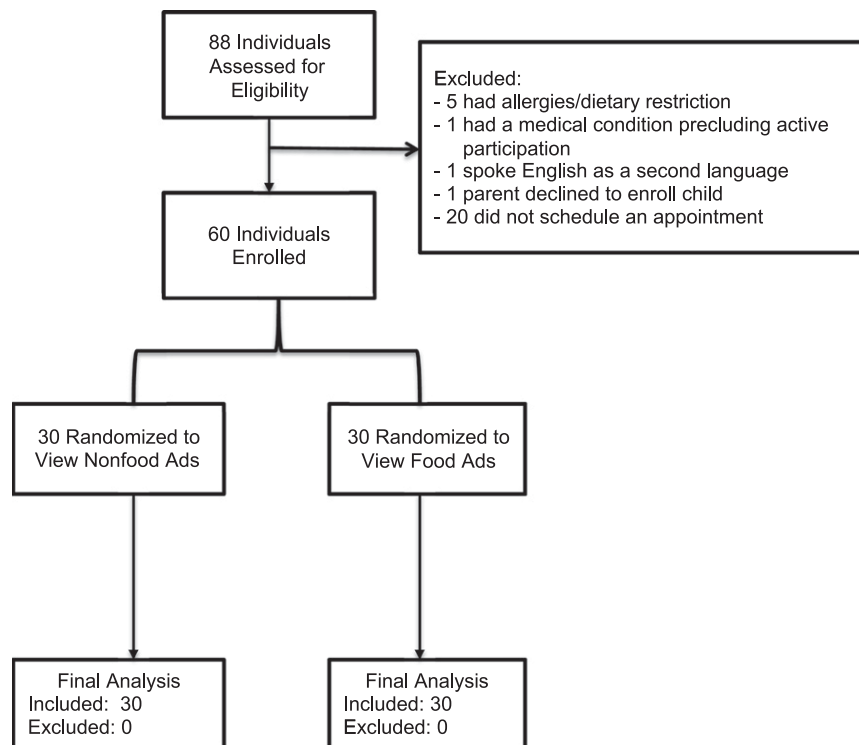 88 Individuals
Assessed for
Eligibility
Excluded:
- 5 had allergies/dietary restriction
- 1 had a medical condition precluding active
participation
- 1 spoke English as a second language
- 1 parent declined to enroll child
- 20 did not schedule an appointment
60 Individuals
Enrolled
30 Randomized to
View Nonfood Ads
30 Randomized to
View Food Ads
Final Analysis
Included: 30
Excluded: 0
Final Analysis
Included: 30
Excluded: 0